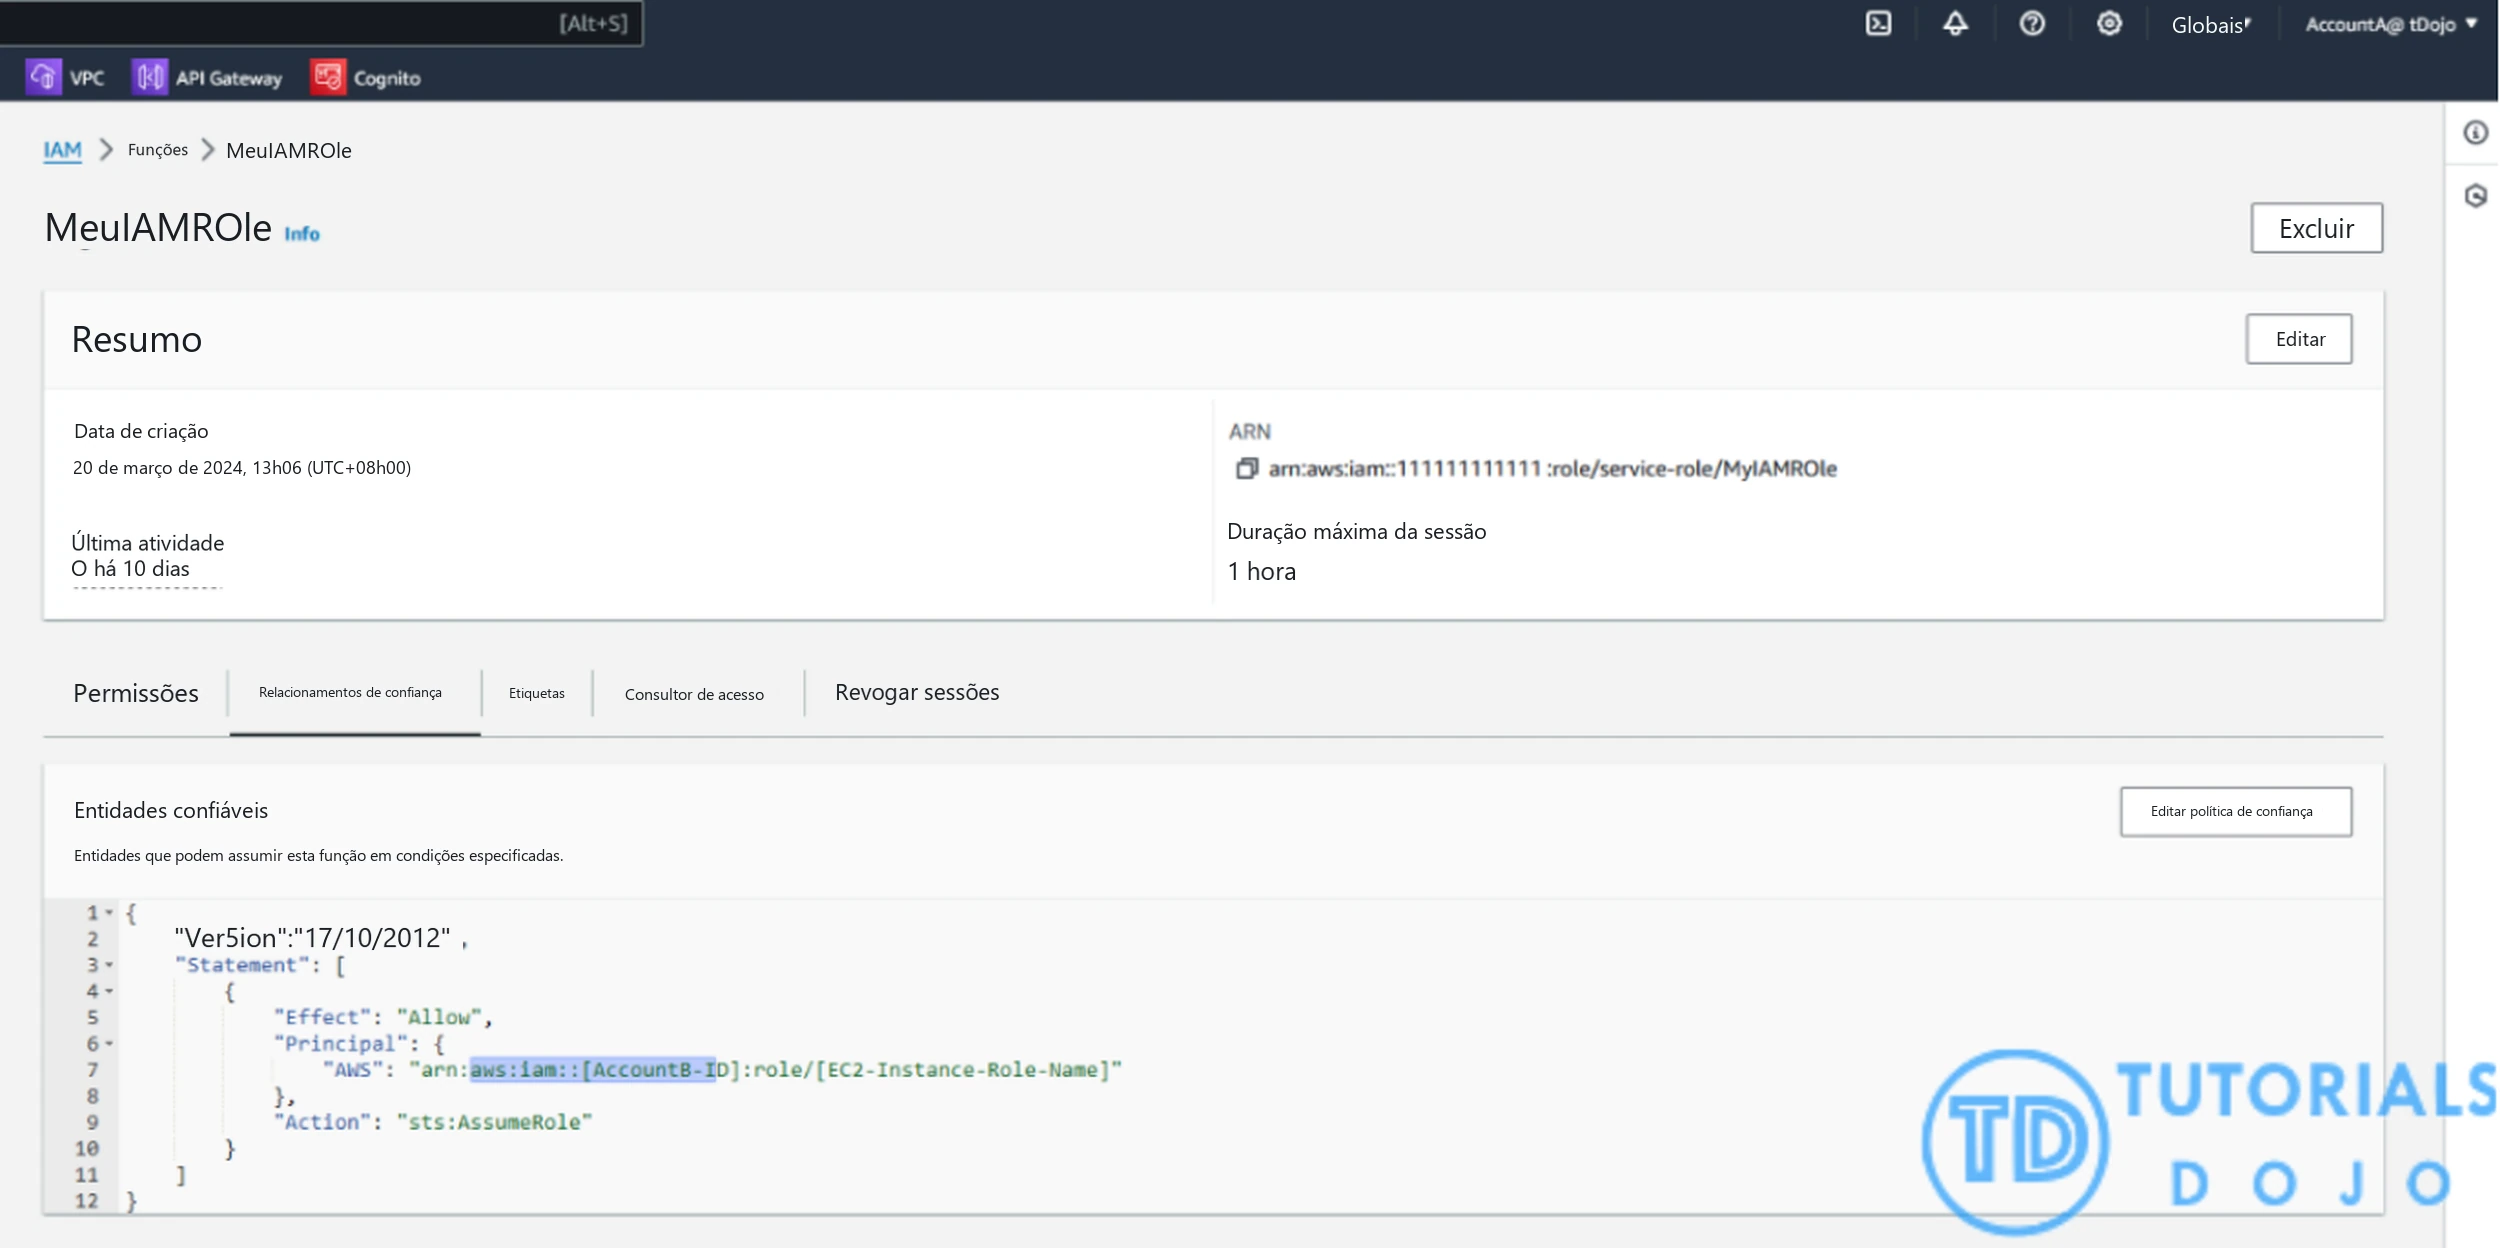 [Alt+S]
Globais
AccountA@ tDojo
VPC
API Gateway
Cognito
IAM
Funções
MeuIAMROle
MeuIAMROle
Info
Excluir
Resumo
Editar
Data de criação
20 de março de 2024, 13h06 (UTC+08h00)
ARN
arn:aws:iam::111111111111 :role/service-role/MyIAMROle
Última atividade
O há 10 dias
Duração máxima da sessão
1 hora
Permissões
Relacionamentos de confiança
Etiquetas
Consultor de acesso
Revogar sessões
Entidades confiáveis
Editar política de confiança
Entidades que podem assumir esta função em condições especificadas.
1 {
2 "Ver5ion":"17/10/2012" ,
3 "Statement": [
4 {
5 "Effect": "Allow",
6 "Principal": {
7 "AWS": "arn:aws:iam::[AccountB-ID]:role/[EC2-Instance-Role-Name]"
8 },
9 "Action": "sts:AssumeRole"
10 }
11 ]
12 }
TD
TUTORIALS
DOJO